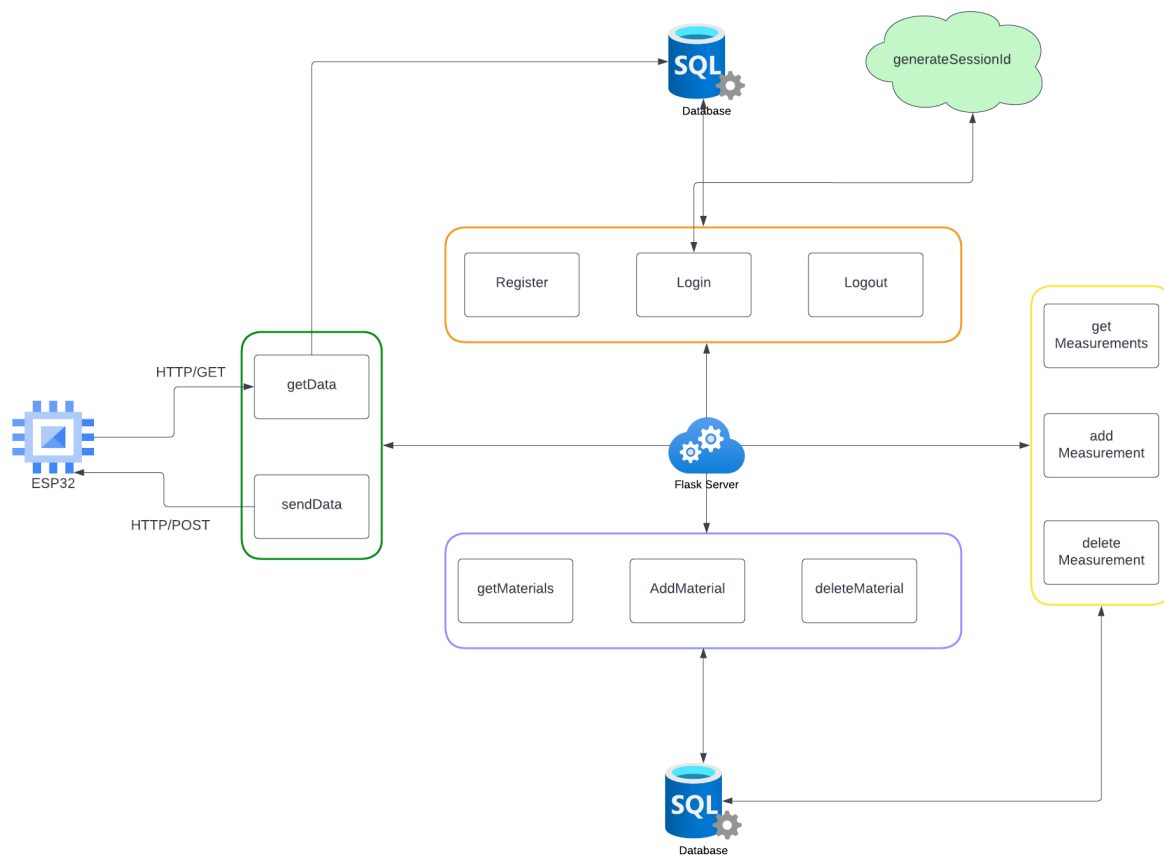 SQL
Database
generateSessionId
Register
Login
Logout
get
Measurements
HTTP/GET
getData
add
Measurement
ESP32
Flask Server
sendData
HTTP/POST
delete
Measurement
getMaterials
AddMaterial
deleteMaterial
SQL
Database